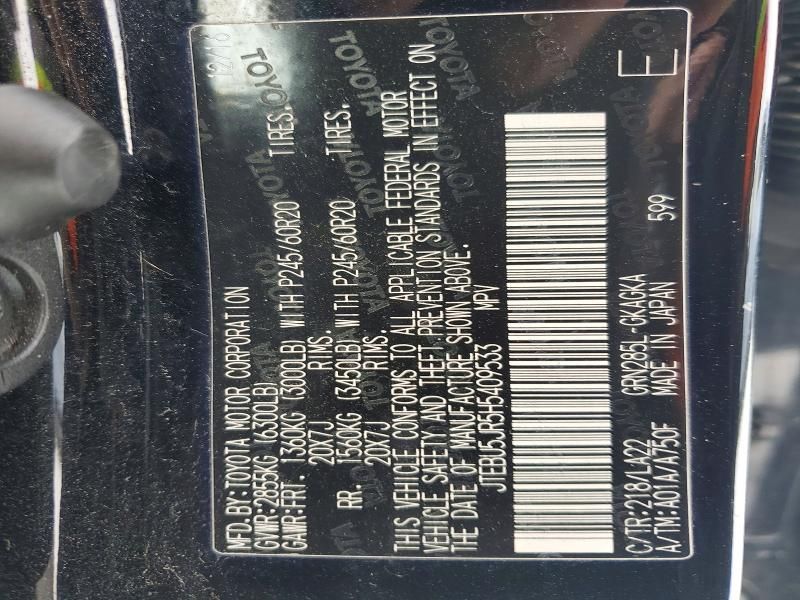 MFD.BY:TOYOTA MOTOR CORPORATION 12/16
GVWR:2855KG (6300LB)
GAWR:FRT. 1360KG (3000LB) WITH P245/60R20 TIRES.
20X7J RIMS.
RR. 1560KG (3450LB) WITH P245/60R20 TIRES.
20X7J RIMS.
THIS VEHICLE CONFORMS TO ALL APPLICABLE FEDERAL MOTOR
VEHICLE SAFETY AND THEFT PREVENTION STANDARDS IN EFFECT ON
THE DATE OF MANUFACTURE SHOWN ABOVE.
JTEBU5JR5H5409533 MPV
C/TR:218/LA22 GRN285L-GKAGKA 599 E
A/TM:A01A/A750F MADE IN JAPAN